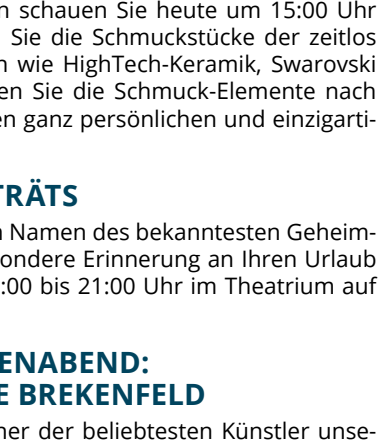 n schauen Sie heute um 15:00 Uhr
Sie die Schmuckstücke der zeitlos
n wie HighTech-Keramik, Swarovski
en Sie die Schmuck-Elemente nach
en ganz persönlichen und einzigarti-
TRÄTS
n Namen des bekanntesten Geheim-
ondere Erinnerung an Ihren Urlaub
:00 bis 21:00 Uhr im Theatrium auf
ENABEND:
E BREKENFELD
ner der beliebtesten Künstler unse-